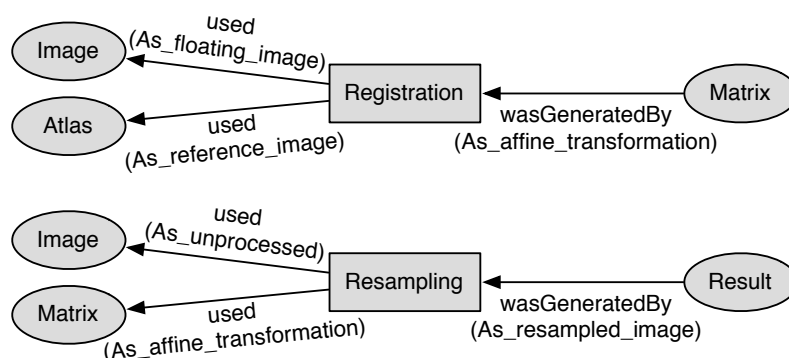 used
(As_floating_image)
Image
Registration
Matrix
Atlas
wasGeneratedBy
(As_affine_transformation)
used
(As_reference_image)
used
(As_unprocessed)
Image
Resampling
Result
Matrix
wasGeneratedBy
(As_resampled_image)
used
(As_affine_transformation)